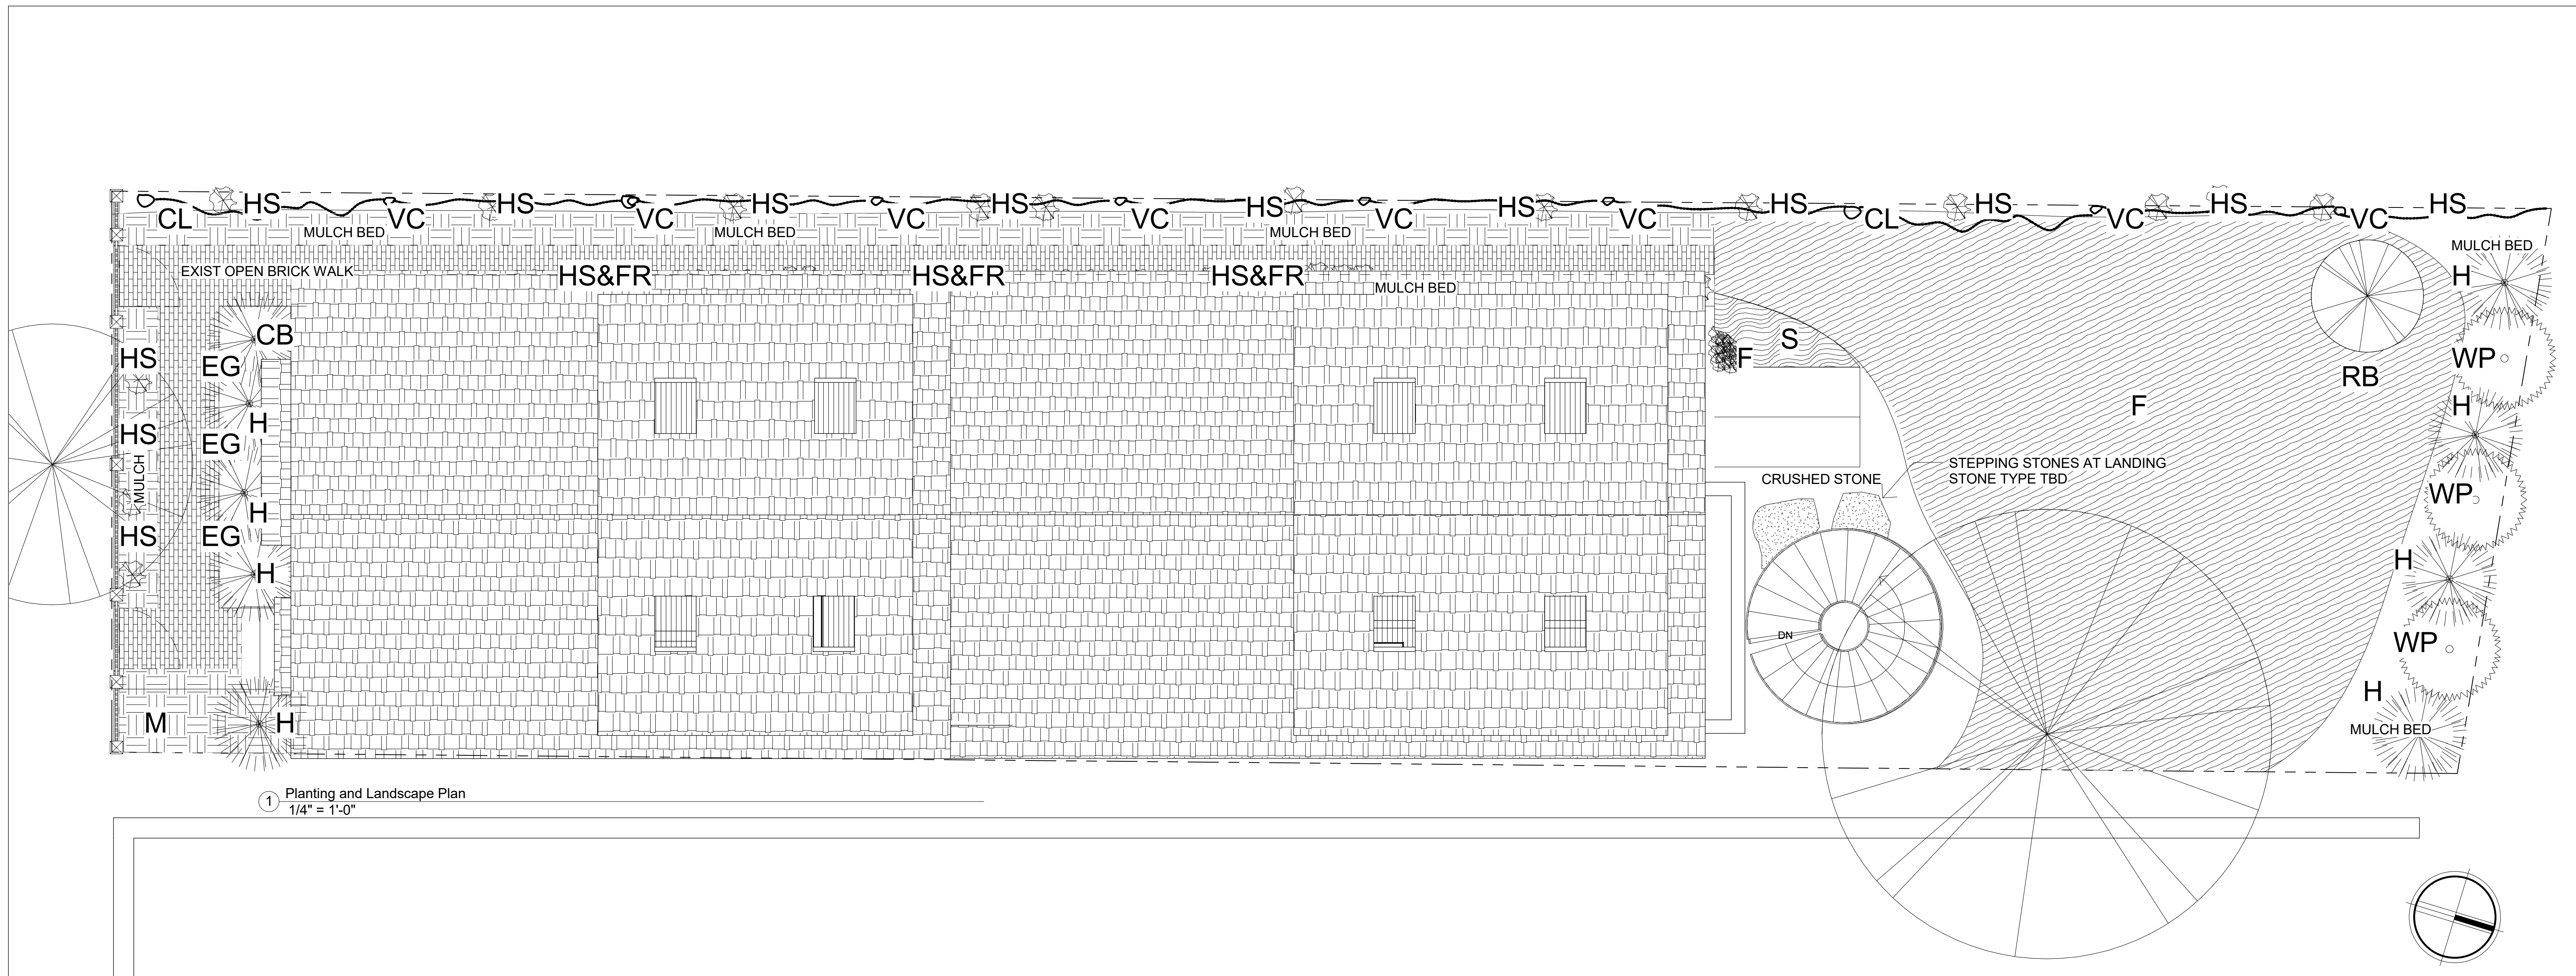 HS
HS
HS
HS
HS
HS
HS
HS
HS
HS
CL
VC
VC
VC
VC
VC
VC
CL
VC
VC
MULCH BED
MULCH BED
MULCH BED
MULCH BED
EXIST OPEN BRICK WALK
HS&FR
HS&FR
HS&FR
H
MULCH BED
CB
S
HS
EG
F
WP
RB
F
H
H
HS
EG
MULCH
STEPPING STONES AT LANDING
STONE TYPE TBD
CRUSHED STONE
WP
H
HS
EG
H
H
DN
WP
H
M
H
MULCH BED
1
Planting and Landscape Plan
1/4" = 1'-0"